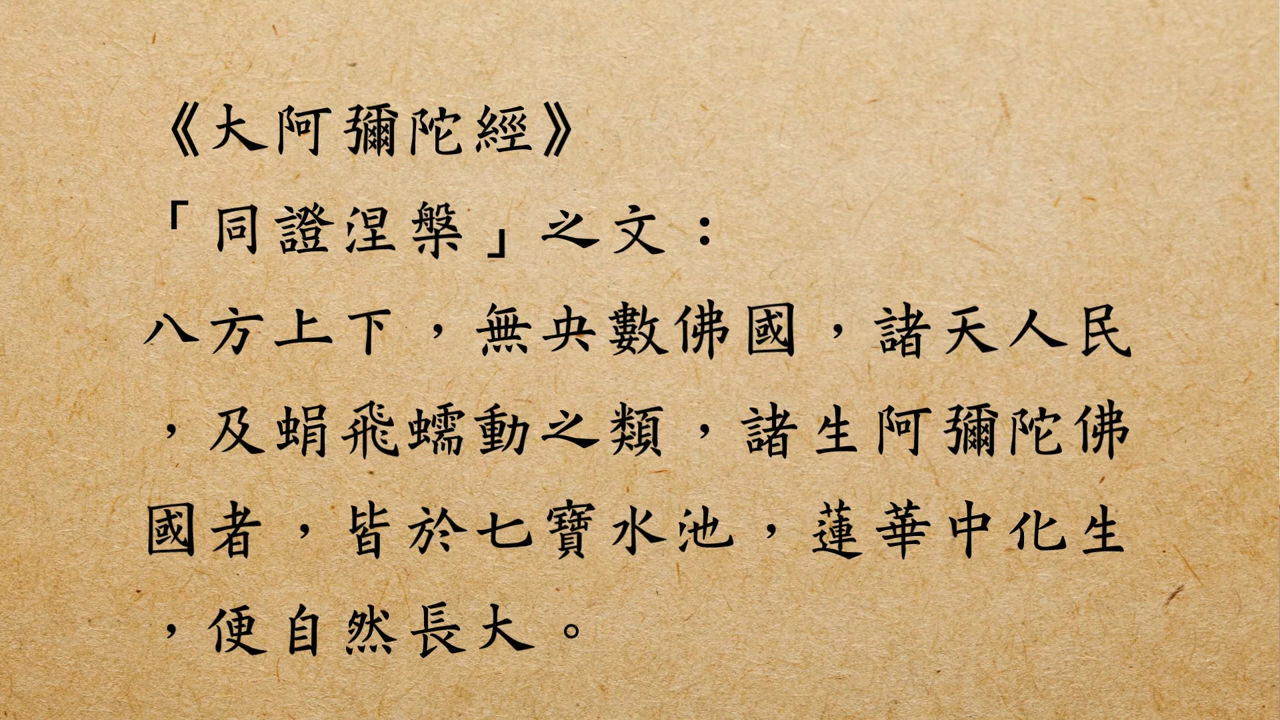 《大阿彌陀經》
「同證涅槃」之文：
八方上下，無央數佛國，諸天人民
，及蜎飛蠕動之類，諸生阿彌陀佛
國者，皆於七寶水池，蓮華中化生
，便自然長大。